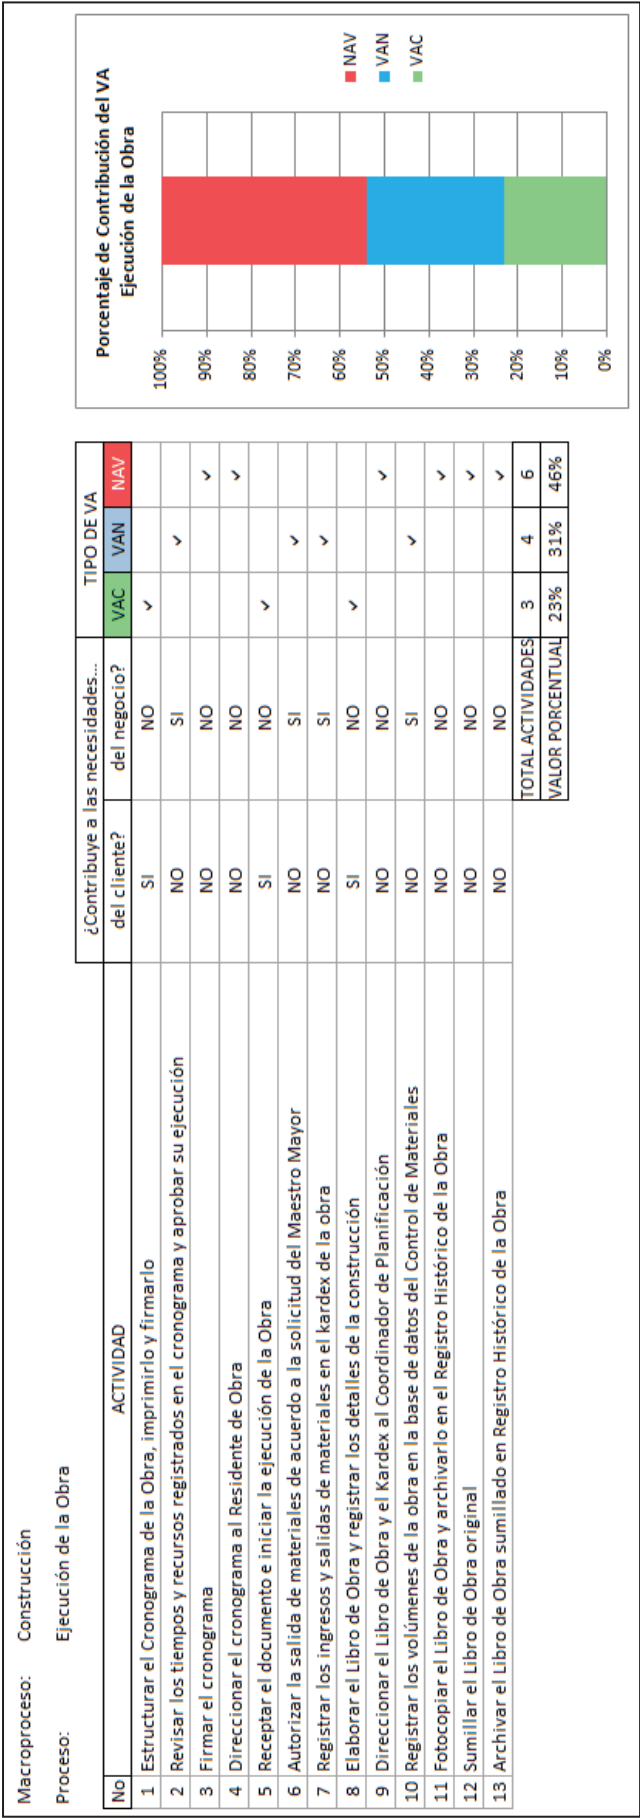 Macroproceso: Construcción
Proceso: Ejecución de la Obra
¿Contribuye a las necesidades... TIPO DE VA
No ACTIVIDAD del cliente? del negocio? VAC VAN NAV
1 Estructurar el Cronograma de la Obra, imprimirlo y firmarlo SI NO ✓
2 Revisar los tiempos y recursos registrados en el cronograma y aprobar su ejecución NO SI ✓
3 Firmar el cronograma NO NO ✓
4 Direccionar el cronograma al Residente de Obra NO NO ✓
5 Receptar el documento e iniciar la ejecución de la Obra SI NO ✓
6 Autorizar la salida de materiales de acuerdo a la solicitud del Maestro Mayor NO SI ✓
7 Registrar los ingresos y salidas de materiales en el kardex de la obra NO SI ✓
8 Elaborar el Libro de Obra y registrar los detalles de la construcción SI NO ✓
9 Direccionar el Libro de Obra y el Kardex al Coordinador de Planificación NO NO ✓
10 Registrar los volúmenes de la obra en la base de datos del Control de Materiales NO SI ✓
11 Fotocopiar el Libro de Obra y archivarlo en el Registro Histórico de la Obra NO NO ✓
12 Sumillar el Libro de Obra original NO NO ✓
13 Archivar el Libro de Obra sumillado en Registro Histórico de la Obra NO NO ✓
TOTAL ACTIVIDADES 3 4 6
VALOR PORCENTUAL 23% 31% 46%
Porcentaje de Contribución del VA
Ejecución de la Obra
100%
90%
80%
70%
60%
50%
40%
30%
20%
10%
0%
NAV
VAN
VAC